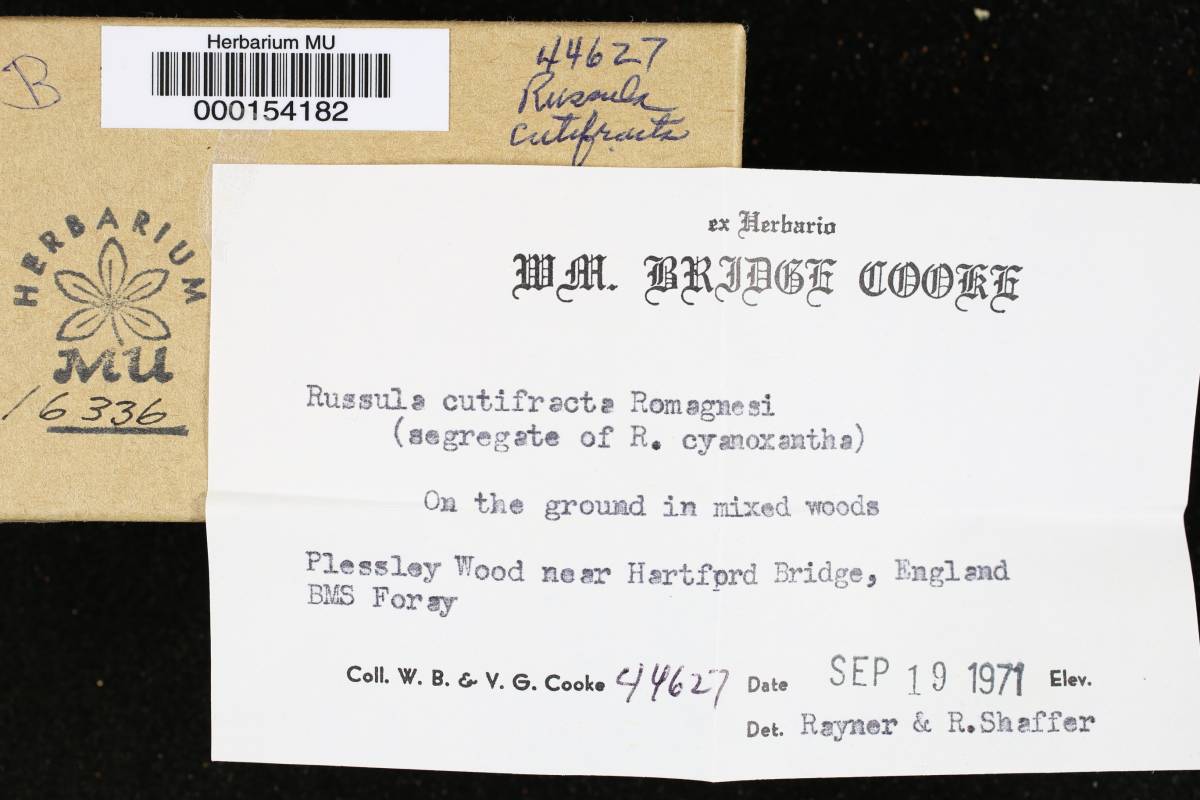 B
Herbarium MU
000154182
44627
Russula
cutifracta
HERBARIUM
MU
16336
ex Herbario
WM. BRIDGE COOKE
Russula cutifracta Romagnesi
(segregate of R. cyanoxantha)
On the ground in mixed woods
Plessley Wood near Hartford Bridge, England
BMS Foray
Coll. W. B. & V. G. Cooke 44627 Date SEP 19 1971 Elev.
Det. Rayner & R.Shaffer